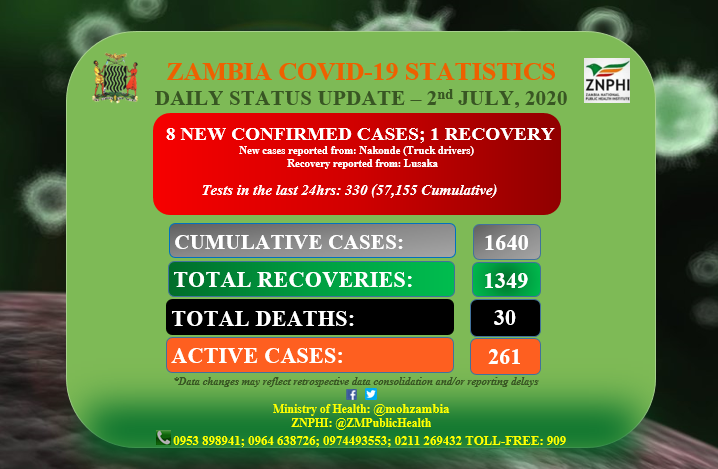 ZAMBIA COVID-19 STATISTICS
ZNPHI
ZAMBIA NATIONAL
PUBLIC HEALTH INSTITUTE
DAILY STATUS UPDATE – 2nd JULY, 2020
8 NEW CONFIRMED CASES; 1 RECOVERY
New cases reported from: Nakonde (Truck drivers)
Recovery reported from: Lusaka
Tests in the last 24hrs: 330 (57,155 Cumulative)
CUMULATIVE CASES: 1640
TOTAL RECOVERIES: 1349
TOTAL DEATHS: 30
ACTIVE CASES: 261
*Data changes may reflect retrospective data consolidation and/or reporting delays
Ministry of Health: @mohzambia
ZNPHI: @ZMPublicHealth
0953 898941; 0964 638726; 0974493553; 0211 269432 TOLL-FREE: 909